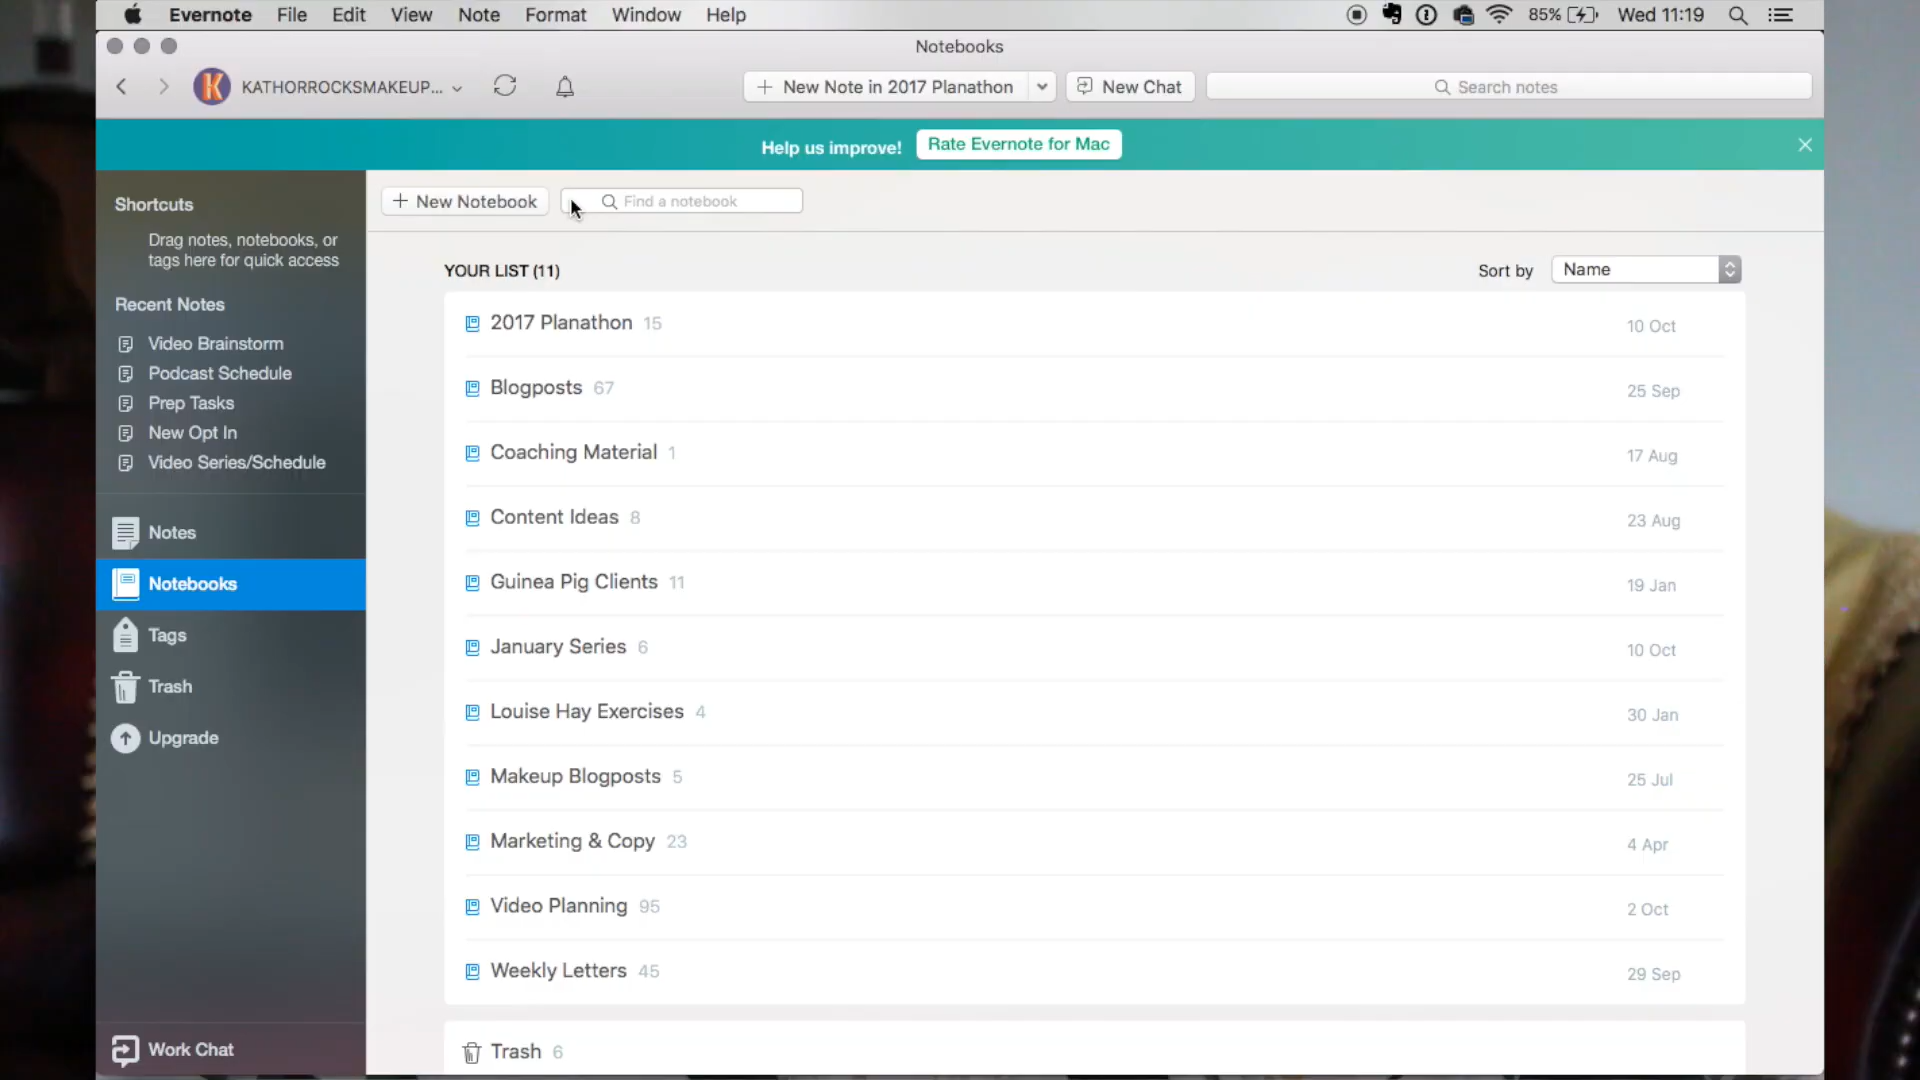 Evernote File Edit View Note Format Window Help 85% Wed 11:19
Notebooks
K KATHORROCKSMAKEUP... New Note in 2017 Planathon New Chat Search notes
Help us improve! Rate Evernote for Mac
Shortcuts
Drag notes, notebooks, or
tags here for quick access
Recent Notes
Video Brainstorm
Podcast Schedule
Prep Tasks
New Opt In
Video Series/Schedule
Notes
Notebooks
Tags
Trash
Upgrade
Work Chat
New Notebook Find a notebook
YOUR LIST (11) Sort by Name
2017 Planathon 15 10 Oct
Blogposts 67 25 Sep
Coaching Material 1 17 Aug
Content Ideas 8 23 Aug
Guinea Pig Clients 11 19 Jan
January Series 6 10 Oct
Louise Hay Exercises 4 30 Jan
Makeup Blogposts 5 25 Jul
Marketing & Copy 23 4 Apr
Video Planning 95 2 Oct
Weekly Letters 45 29 Sep
Trash 6